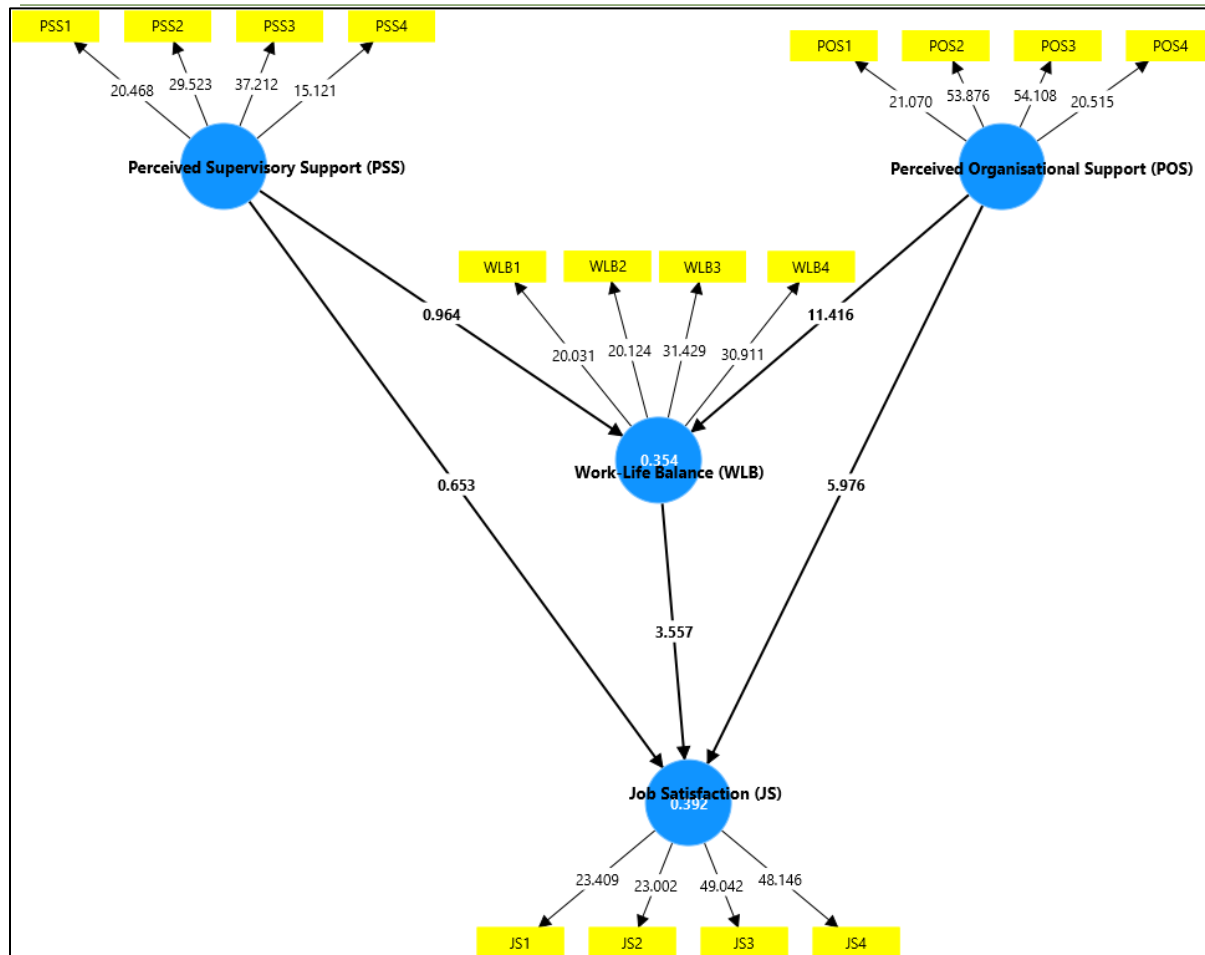 PSS1 PSS2 PSS3 PSS4
POS1 POS2 POS3 POS4
20.468 29.523 37.212 15.121
21.070 53.876 54.108 20.515
Perceived Supervisory Support (PSS)
Perceived Organisational Support (POS)
WLB1 WLB2 WLB3 WLB4
0.964
11.416
20.031 20.124 31.429 30.911
0.354
Work-Life Balance (WLB)
0.653
5.976
3.557
Job Satisfaction (JS)
0.392
23.409 23.002 49.042 48.146
JS1 JS2 JS3 JS4